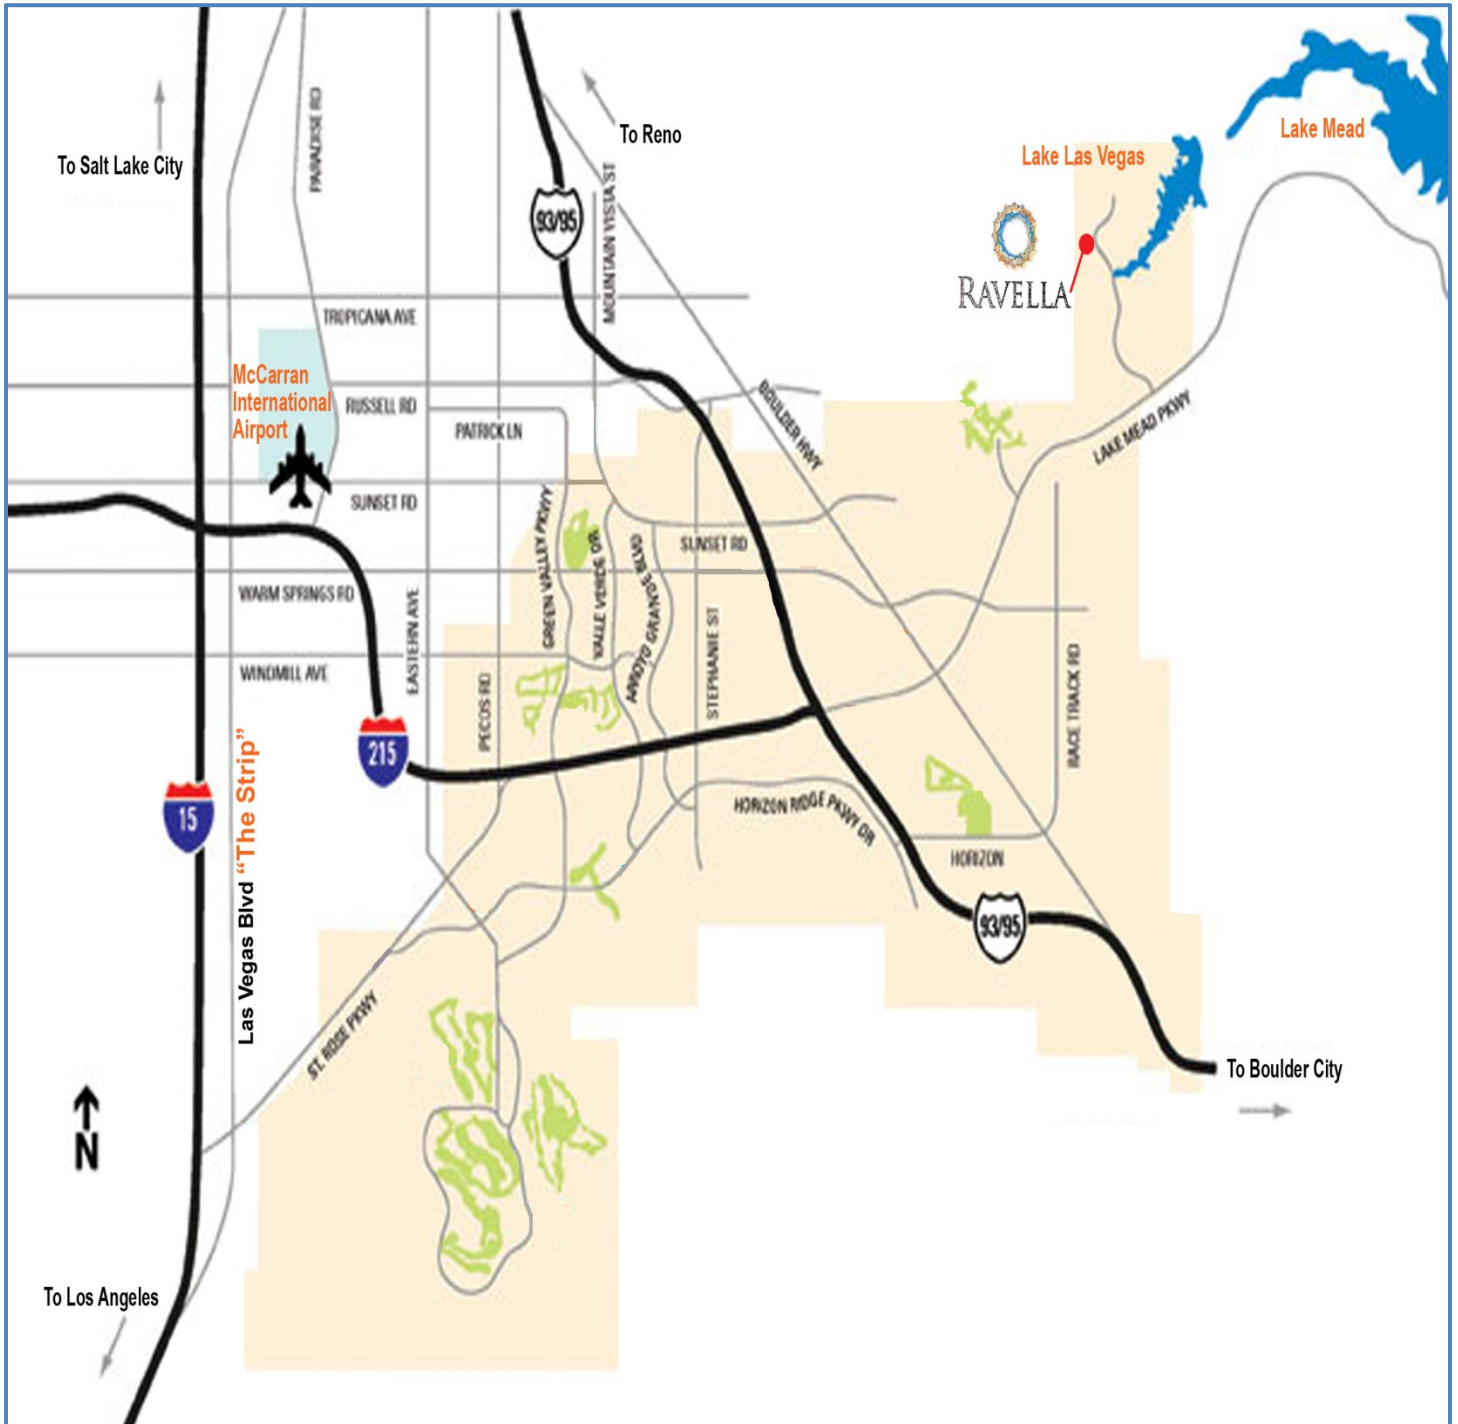 PARADISE RD
To Salt Lake City
To Reno
Lake Mead
Lake Las Vegas
93/95
MOUNTAIN VISTA ST
RAVELLA
TROPICANA AVE
McCarran
International
Airport
RUSSELL RD
PATRICK LN
BOULDER HWY
LAKE MEAD PKWY
SUNSET RD
GREEN VALLEY PKWY
VALLE VERDE DR
ARROYO GRANDE BLVD
SUNSET RD
WARM SPRINGS RD
EASTERN AVE
STEPHANIE ST
WINDMILL AVE
PECOS RD
RACE TRACK RD
215
15
Las Vegas Blvd “The Strip”
HORIZON RIDGE PKWY DR
HORIZON
93/95
ST. ROSE PKWY
To Boulder City
N
To Los Angeles